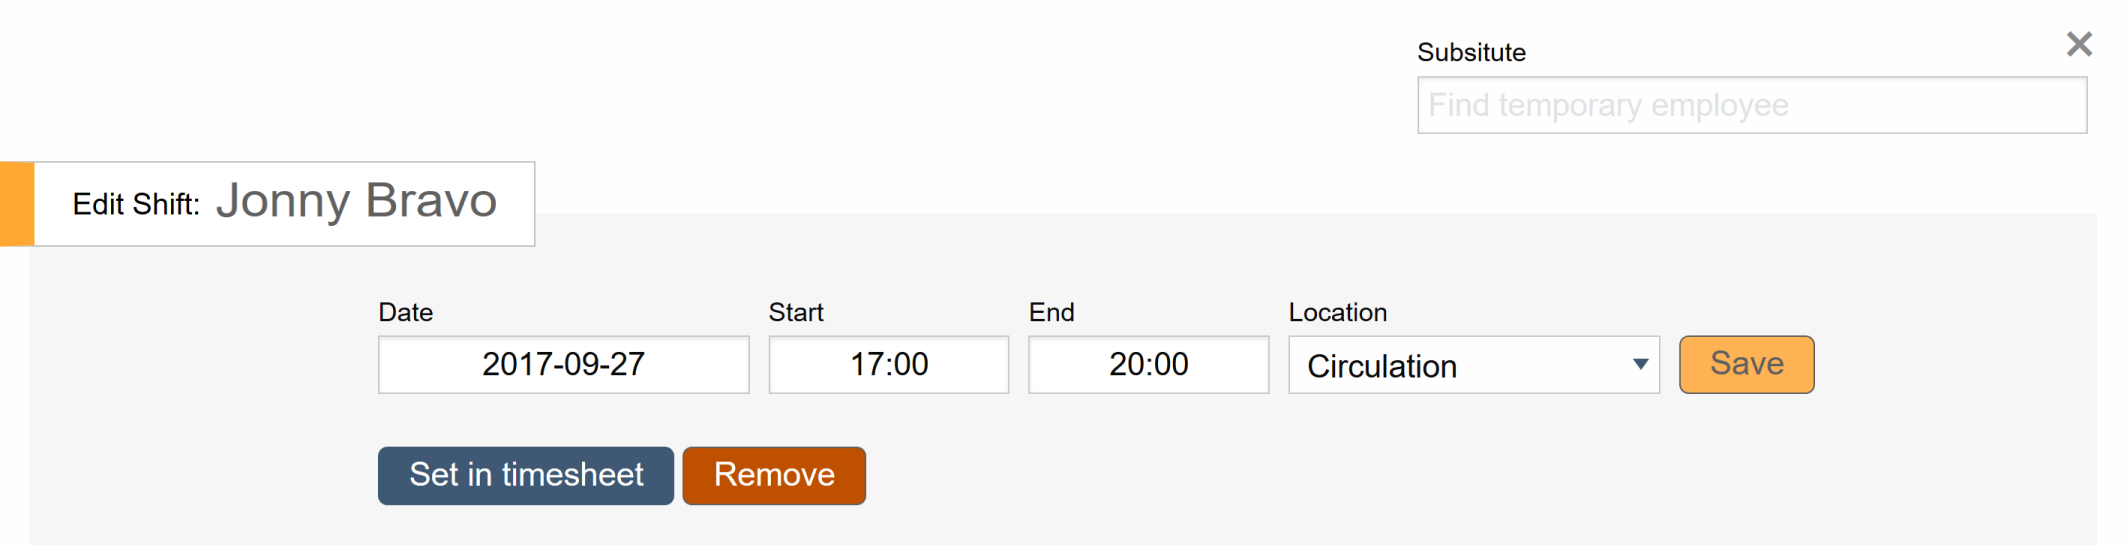 Subsitute
×
Find temporary employee
Edit Shift: Jonny Bravo
Date Start End Location
2017-09-27 17:00 20:00 Circulation Save
Set in timesheet Remove